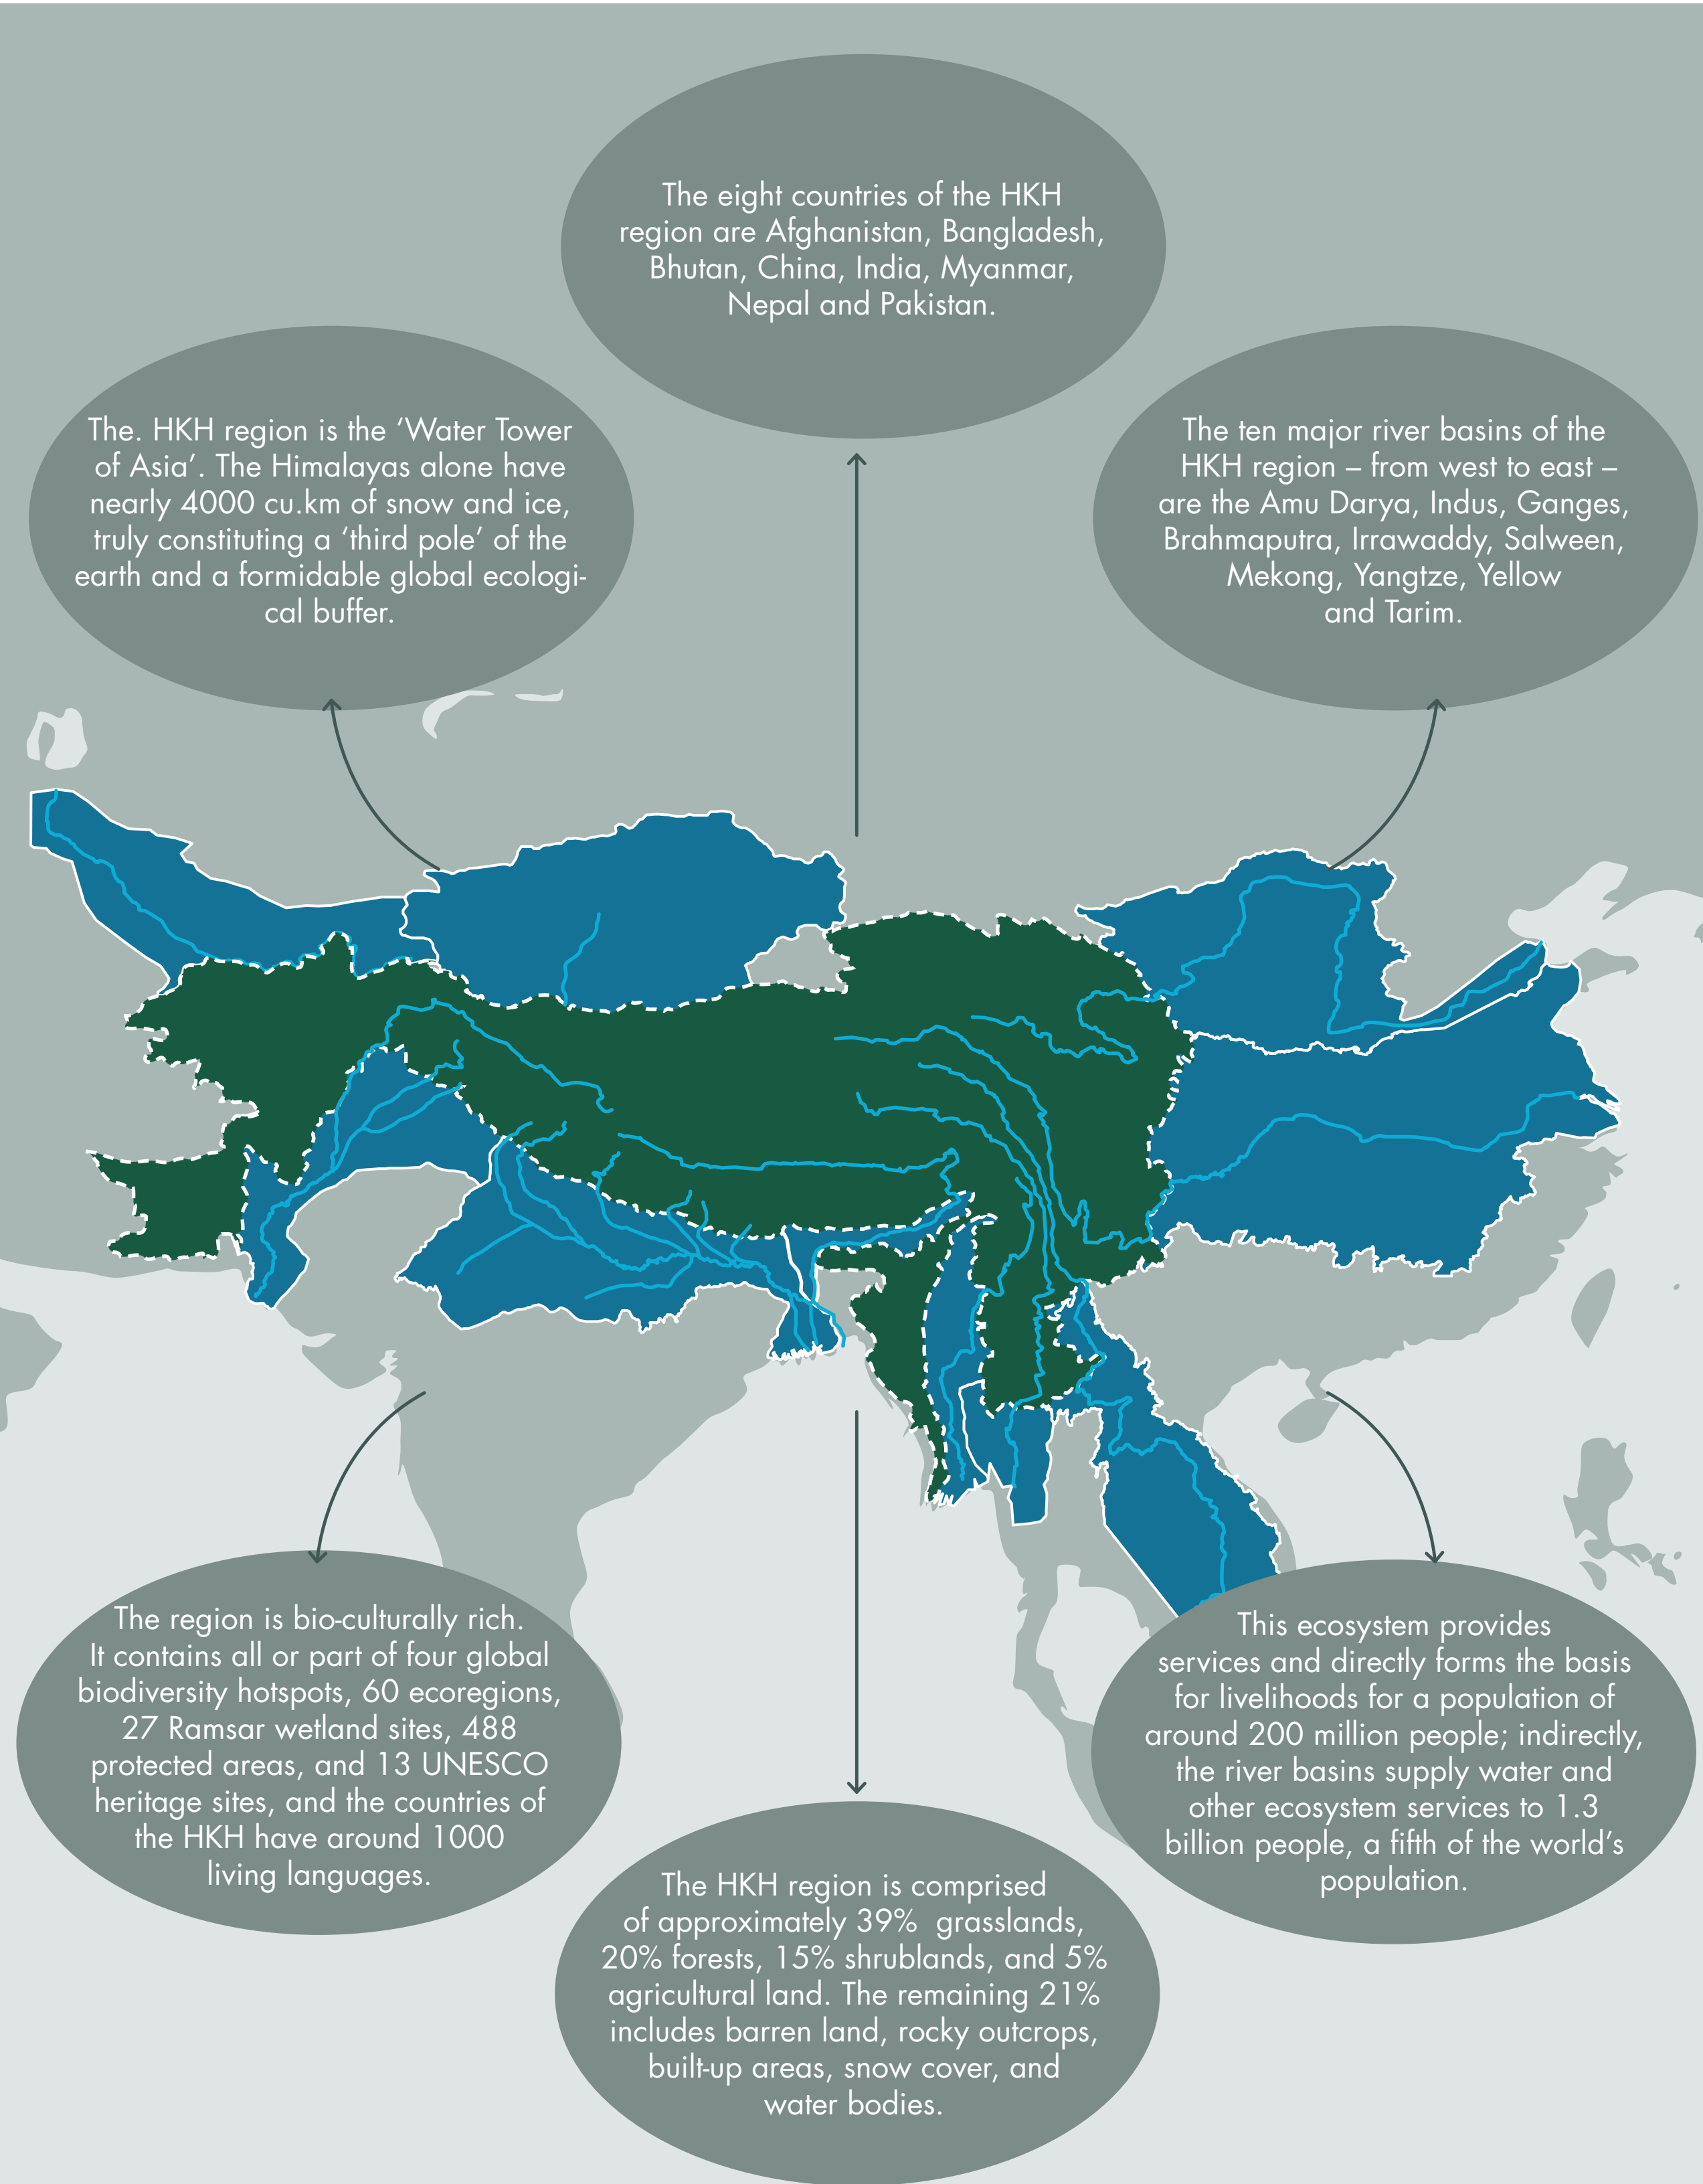 The eight countries of the HKH
region are Afghanistan, Bangladesh,
Bhutan, China, India, Myanmar,
Nepal and Pakistan.
The. HKH region is the ‘Water Tower
of Asia’. The Himalayas alone have
nearly 4000 cu.km of snow and ice,
truly constituting a ‘third pole’ of the
earth and a formidable global ecologi-
cal buffer.
The ten major river basins of the
HKH region – from west to east –
are the Amu Darya, Indus, Ganges,
Brahmaputra, Irrawaddy, Salween,
Mekong, Yangtze, Yellow
and Tarim.
The region is bio-culturally rich.
It contains all or part of four global
biodiversity hotspots, 60 ecoregions,
27 Ramsar wetland sites, 488
protected areas, and 13 UNESCO
heritage sites, and the countries of
the HKH have around 1000
living languages.
The HKH region is comprised
of approximately 39% grasslands,
20% forests, 15% shrublands, and 5%
agricultural land. The remaining 21%
includes barren land, rocky outcrops,
built-up areas, snow cover, and
water bodies.
This ecosystem provides
services and directly forms the basis
for livelihoods for a population of
around 200 million people; indirectly,
the river basins supply water and
other ecosystem services to 1.3
billion people, a fifth of the world’s
population.